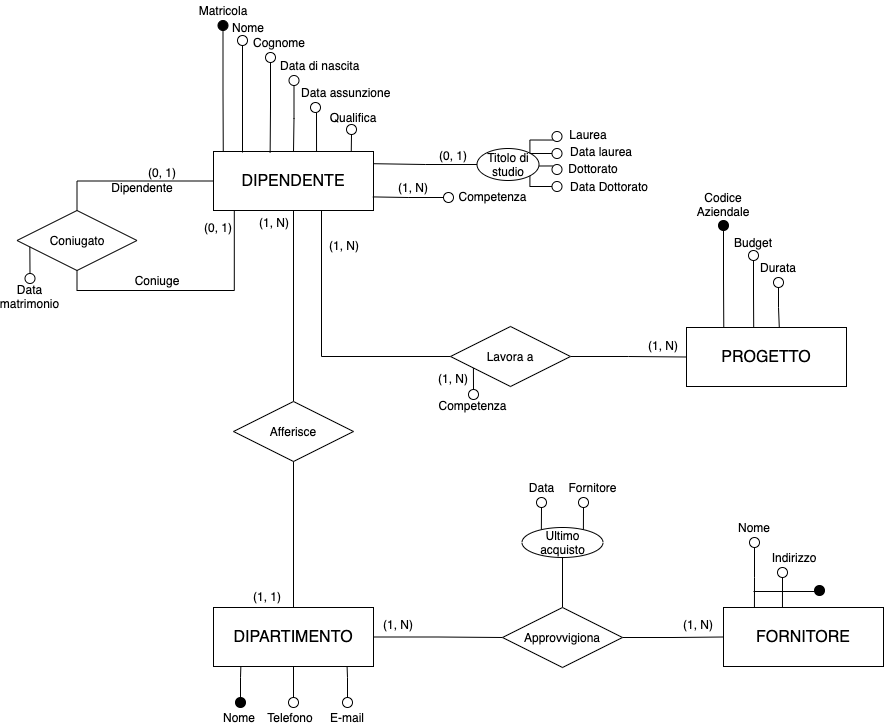 Matricola
Nome
Cognome
Data di nascita
Data assunzione
Qualifica
DIPENDENTE
(0, 1)
Titolo di
studio
Laurea
Data laurea
Dottorato
Data Dottorato
(1, N)
Competenza
(0, 1)
Dipendente
Coniugato
(0, 1)
Coniuge
Data
matrimonio
(1, N)
(1, N)
Codice
Aziendale
Budget
Durata
PROGETTO
(1, N)
Lavora a
(1, N)
Competenza
Afferisce
(1, 1)
DIPARTIMENTO
Nome
Telefono
E-mail
(1, N)
Data
Fornitore
Ultimo
acquisto
Approvvigiona
(1, N)
Nome
Indirizzo
FORNITORE